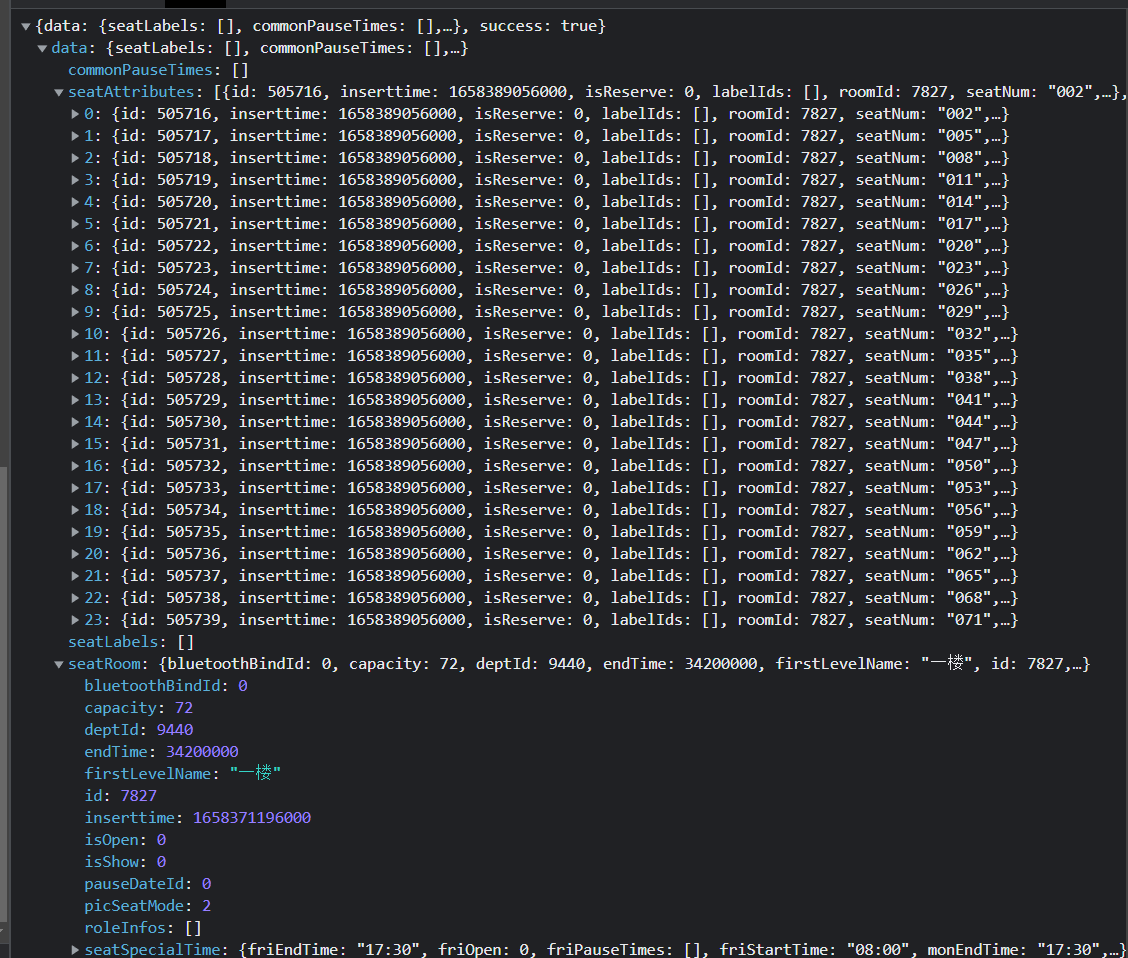 {data: {seatLabels: [], commonPauseTimes: [],…}, success: true}
data: {seatLabels: [], commonPauseTimes: [],…}
commonPauseTimes: []
seatAttributes: [{id: 505716, inserttime: 1658389056000, isReserve: 0, labelIds: [], roomId: 7827, seatNum: "002",…},
0: {id: 505716, inserttime: 1658389056000, isReserve: 0, labelIds: [], roomId: 7827, seatNum: "002",…}
1: {id: 505717, inserttime: 1658389056000, isReserve: 0, labelIds: [], roomId: 7827, seatNum: "005",…}
2: {id: 505718, inserttime: 1658389056000, isReserve: 0, labelIds: [], roomId: 7827, seatNum: "008",…}
3: {id: 505719, inserttime: 1658389056000, isReserve: 0, labelIds: [], roomId: 7827, seatNum: "011",…}
4: {id: 505720, inserttime: 1658389056000, isReserve: 0, labelIds: [], roomId: 7827, seatNum: "014",…}
5: {id: 505721, inserttime: 1658389056000, isReserve: 0, labelIds: [], roomId: 7827, seatNum: "017",…}
6: {id: 505722, inserttime: 1658389056000, isReserve: 0, labelIds: [], roomId: 7827, seatNum: "020",…}
7: {id: 505723, inserttime: 1658389056000, isReserve: 0, labelIds: [], roomId: 7827, seatNum: "023",…}
8: {id: 505724, inserttime: 1658389056000, isReserve: 0, labelIds: [], roomId: 7827, seatNum: "026",…}
9: {id: 505725, inserttime: 1658389056000, isReserve: 0, labelIds: [], roomId: 7827, seatNum: "029",…}
10: {id: 505726, inserttime: 1658389056000, isReserve: 0, labelIds: [], roomId: 7827, seatNum: "032",…}
11: {id: 505727, inserttime: 1658389056000, isReserve: 0, labelIds: [], roomId: 7827, seatNum: "035",…}
12: {id: 505728, inserttime: 1658389056000, isReserve: 0, labelIds: [], roomId: 7827, seatNum: "038",…}
13: {id: 505729, inserttime: 1658389056000, isReserve: 0, labelIds: [], roomId: 7827, seatNum: "041",…}
14: {id: 505730, inserttime: 1658389056000, isReserve: 0, labelIds: [], roomId: 7827, seatNum: "044",…}
15: {id: 505731, inserttime: 1658389056000, isReserve: 0, labelIds: [], roomId: 7827, seatNum: "047",…}
16: {id: 505732, inserttime: 1658389056000, isReserve: 0, labelIds: [], roomId: 7827, seatNum: "050",…}
17: {id: 505733, inserttime: 1658389056000, isReserve: 0, labelIds: [], roomId: 7827, seatNum: "053",…}
18: {id: 505734, inserttime: 1658389056000, isReserve: 0, labelIds: [], roomId: 7827, seatNum: "056",…}
19: {id: 505735, inserttime: 1658389056000, isReserve: 0, labelIds: [], roomId: 7827, seatNum: "059",…}
20: {id: 505736, inserttime: 1658389056000, isReserve: 0, labelIds: [], roomId: 7827, seatNum: "062",…}
21: {id: 505737, inserttime: 1658389056000, isReserve: 0, labelIds: [], roomId: 7827, seatNum: "065",…}
22: {id: 505738, inserttime: 1658389056000, isReserve: 0, labelIds: [], roomId: 7827, seatNum: "068",…}
23: {id: 505739, inserttime: 1658389056000, isReserve: 0, labelIds: [], roomId: 7827, seatNum: "071",…}
seatLabels: []
seatRoom: {bluetoothBindId: 0, capacity: 72, deptId: 9440, endTime: 34200000, firstLevelName: "一楼", id: 7827,…}
bluetoothBindId: 0
capacity: 72
deptId: 9440
endTime: 34200000
firstLevelName: "一楼"
id: 7827
inserttime: 1658371196000
isOpen: 0
isShow: 0
pauseDateId: 0
picSeatMode: 2
roleInfos: []
seatSpecialTime: {friEndTime: "17:30", friOpen: 0, friPauseTimes: [], friStartTime: "08:00", monEndTime: "17:30",…}